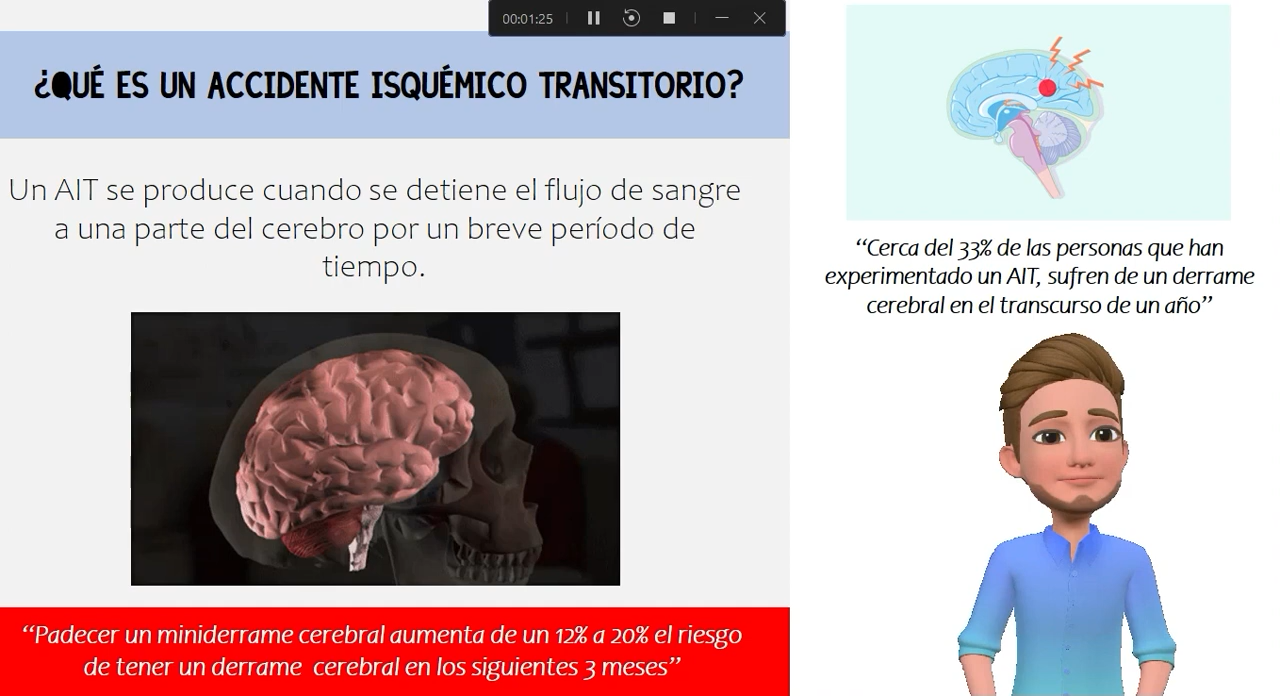 00:01:25
¿QUÉ ES UN ACCIDENTE ISQUÉMICO TRANSITORIO?
Un AIT se produce cuando se detiene el flujo de sangre
a una parte del cerebro por un breve período de
tiempo.
“Padecer un miniderrame cerebral aumenta de un 12% a 20% el riesgo
de tener un derrame cerebral en los siguientes 3 meses”
“Cerca del 33% de las personas que han
experimentado un AIT, sufren de un derrame
cerebral en el transcurso de un año”